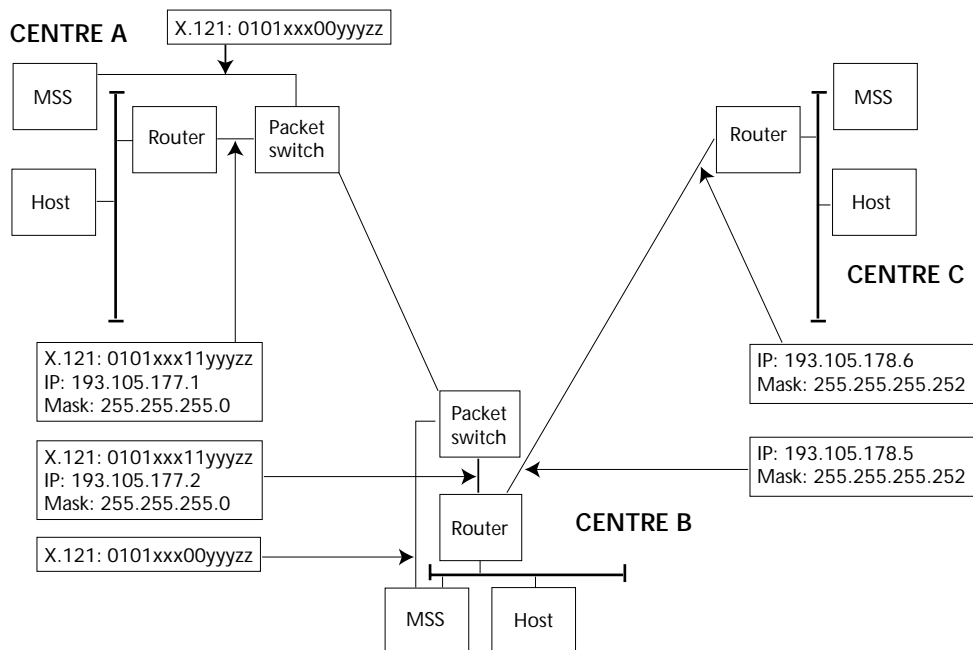 X.121: 0101xxx00yyyzz
CENTRE A
MSS
Router
Packet
switch
Host
Router
MSS
Host
CENTRE C
X.121: 0101xxx11yyyzz
IP: 193.105.177.1
Mask: 255.255.255.0
IP: 193.105.178.6
Mask: 255.255.255.252
Packet
switch
X.121: 0101xxx11yyyzz
IP: 193.105.177.2
Mask: 255.255.255.0
IP: 193.105.178.5
Mask: 255.255.255.252
Router
CENTRE B
X.121: 0101xxx00yyyzz
MSS
Host